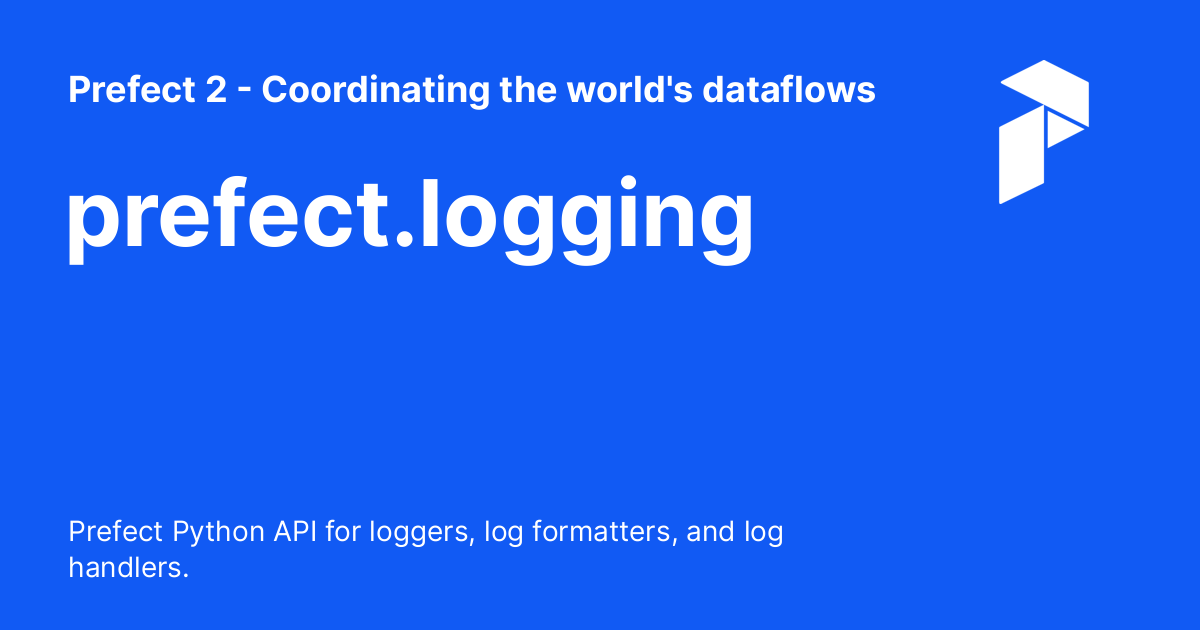 Prefect 2 - Coordinating the world's dataflows
prefect.logging
Prefect Python API for loggers, log formatters, and log
handlers.